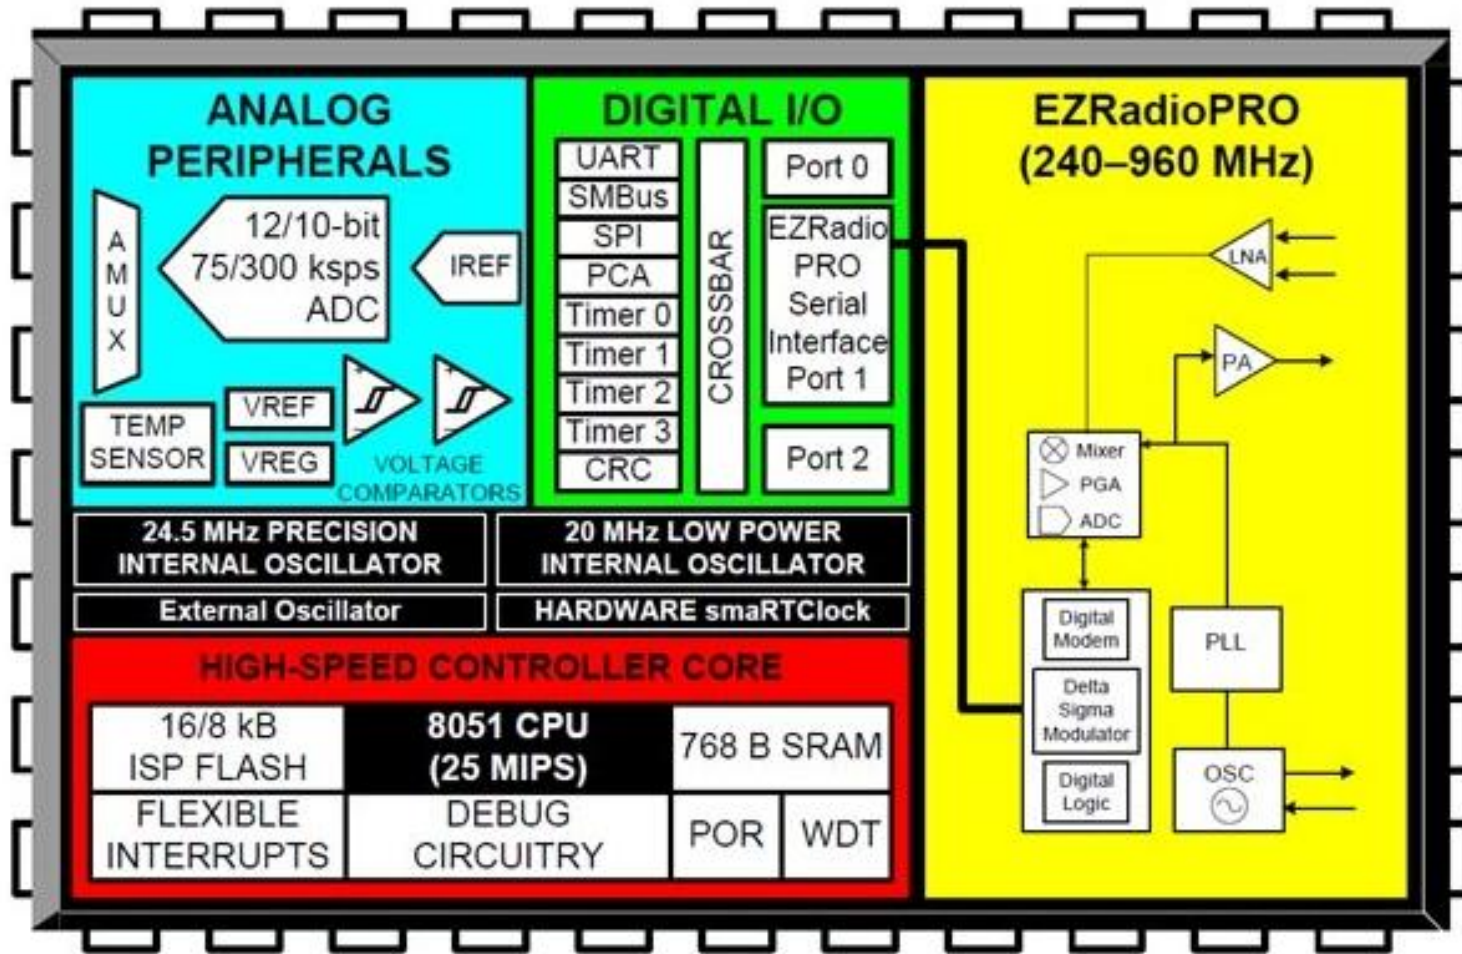 ANALOG
PERIPHERALS
AMUX
12/10-bit
75/300 ksps
ADC
IREF
TEMP
SENSOR
VREF
VREG
+
-
+
-
VOLTAGE
COMPARATORS
DIGITAL I/O
UART
SMBus
SPI
PCA
Timer 0
Timer 1
Timer 2
Timer 3
CRC
CROSSBAR
Port 0
EZRadio
PRO
Serial
Interface
Port 1
Port 2
24.5 MHz PRECISION
INTERNAL OSCILLATOR
20 MHz LOW POWER
INTERNAL OSCILLATOR
External Oscillator
HARDWARE smaRTClock
HIGH-SPEED CONTROLLER CORE
16/8 kB
ISP FLASH
8051 CPU
(25 MIPS)
768 B SRAM
FLEXIBLE
INTERRUPTS
DEBUG
CIRCUITRY
POR
WDT
EZRadioPRO
(240–960 MHz)
LNA
PA
Mixer
PGA
ADC
Digital
Modem
Delta
Sigma
Modulator
Digital
Logic
PLL
OSC